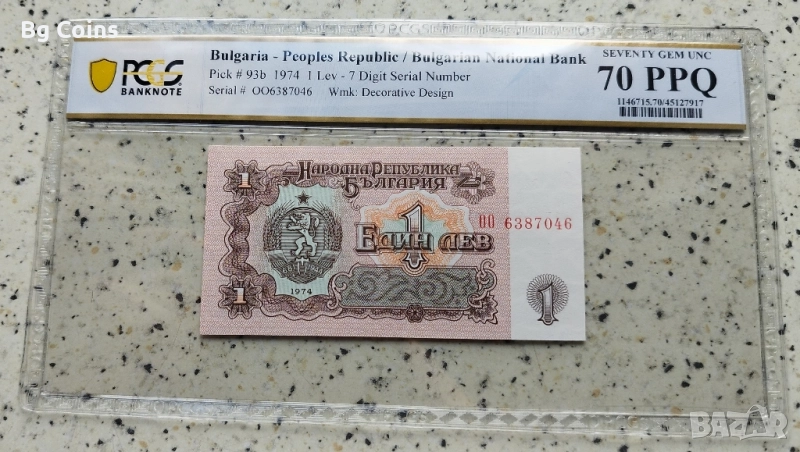 Bg Coins
PCGS
BANKNOTE
Bulgaria - Peoples Republic / Bulgarian National Bank
Pick # 93b 1974 1 Lev - 7 Digit Serial Number
Serial # OO6387046 Wmk: Decorative Design
SEVENTY GEM UNC
70 PPQ
1146715.70/45127917
НАРОДНА РЕПУБЛИКА
БЪЛГАРИЯ
1
1
ОО 6387046
ЕДИН ЛЕВ
1
1974
1
BAZAR